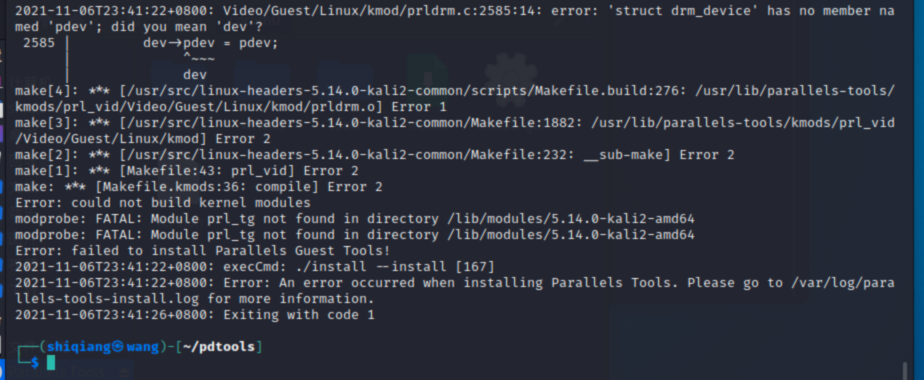 2021-11-06T23:41:22+0800: Video/Guest/Linux/kmod/prldrm.c:2585:14: error: 'struct drm_device' has no member na
med 'pdev'; did you mean 'dev'?
 2585 |         dev→pdev = pdev;
      |              ^~~~
      |              dev
make[4]: *** [/usr/src/linux-headers-5.14.0-kali2-common/scripts/Makefile.build:276: /usr/lib/parallels-tools/
kmods/prl_vid/Video/Guest/Linux/kmod/prldrm.o] Error 1
make[3]: *** [/usr/src/linux-headers-5.14.0-kali2-common/Makefile:1882: /usr/lib/parallels-tools/kmods/prl_vid
/Video/Guest/Linux/kmod] Error 2
make[2]: *** [/usr/src/linux-headers-5.14.0-kali2-common/Makefile:232: __sub-make] Error 2
make[1]: *** [Makefile:43: prl_vid] Error 2
make: *** [Makefile.kmods:36: compile] Error 2
Error: could not build kernel modules
modprobe: FATAL: Module prl_tg not found in directory /lib/modules/5.14.0-kali2-amd64
modprobe: FATAL: Module prl_tg not found in directory /lib/modules/5.14.0-kali2-amd64
Error: failed to install Parallels Guest Tools!
2021-11-06T23:41:22+0800: execCmd: ./install --install [167]
2021-11-06T23:41:22+0800: Error: An error occurred when installing Parallels Tools. Please go to /var/log/para
llels-tools-install.log for more information.
2021-11-06T23:41:26+0800: Exiting with code 1
┌──(shiqiang㉿wang)-[~/pdtools]
└─$